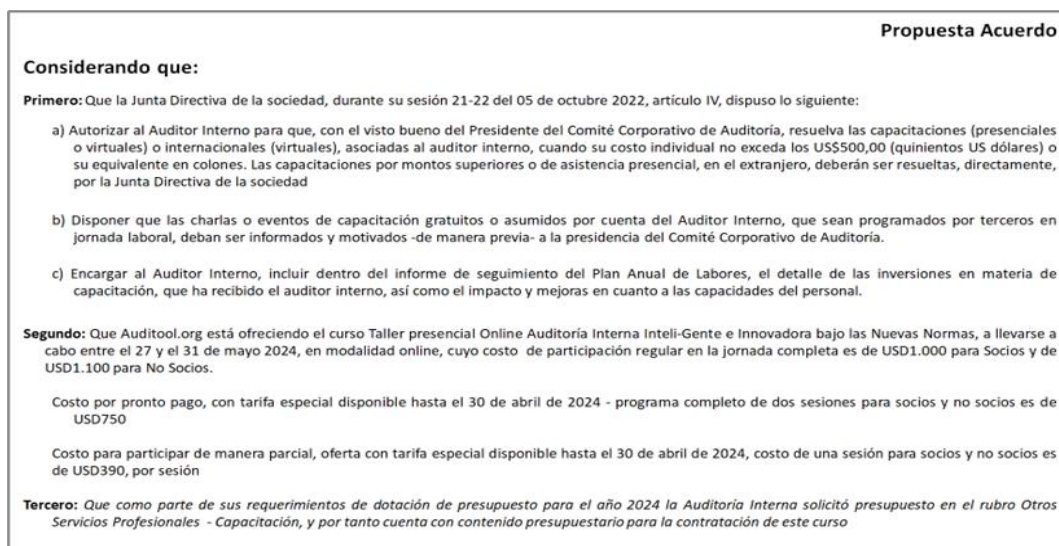 Propuesta Acuerdo
Considerando que:
Primero: Que la Junta Directiva de la sociedad, durante su sesión 21-22 del 05 de octubre 2022, artículo IV, dispuso lo siguiente:
a) Autorizar al Auditor Interno para que, con el visto bueno del Presidente del Comité Corporativo de Auditoría, resuelva las capacitaciones (presenciales
o virtuales) o internacionales (virtuales), asociadas al auditor interno, cuando su costo individual no exceda los US$500,00 (quinientos US dólares) o
su equivalente en colones. Las capacitaciones por montos superiores o de asistencia presencial, en el extranjero, deberán ser resueltas, directamente,
por la Junta Directiva de la sociedad
b) Disponer que las charlas o eventos de capacitación gratuitos o asumidos por cuenta del Auditor Interno, que sean programados por terceros en
jornada laboral, deban ser informados y motivados -de manera previa- a la presidencia del Comité Corporativo de Auditoría.
c) Encargar al Auditor Interno, incluir dentro del informe de seguimiento del Plan Anual de Labores, el detalle de las inversiones en materia de
capacitación, que ha recibido el auditor interno, así como el impacto y mejoras en cuanto a las capacidades del personal.
Segundo: Que Auditool.org está ofreciendo el curso Taller presencial Online Auditoría Interna Inteli-Gente e Innovadora bajo las Nuevas Normas, a llevarse a
cabo entre el 27 y el 31 de mayo 2024, en modalidad online, cuyo costo de participación regular en la jornada completa es de USD1.000 para Socios y de
USD1.100 para No Socios.
Costo por pronto pago, con tarifa especial disponible hasta el 30 de abril de 2024 - programa completo de dos sesiones para socios y no socios es de
USD750
Costo para participar de manera parcial, oferta con tarifa especial disponible hasta el 30 de abril de 2024, costo de una sesión para socios y no socios es
de USD390, por sesión
Tercero: Que como parte de sus requerimientos de dotación de presupuesto para el año 2024 la Auditoría Interna solicitó presupuesto en el rubro Otros
Servicios Profesionales - Capacitación, y por tanto cuenta con contenido presupuestario para la contratación de este curso